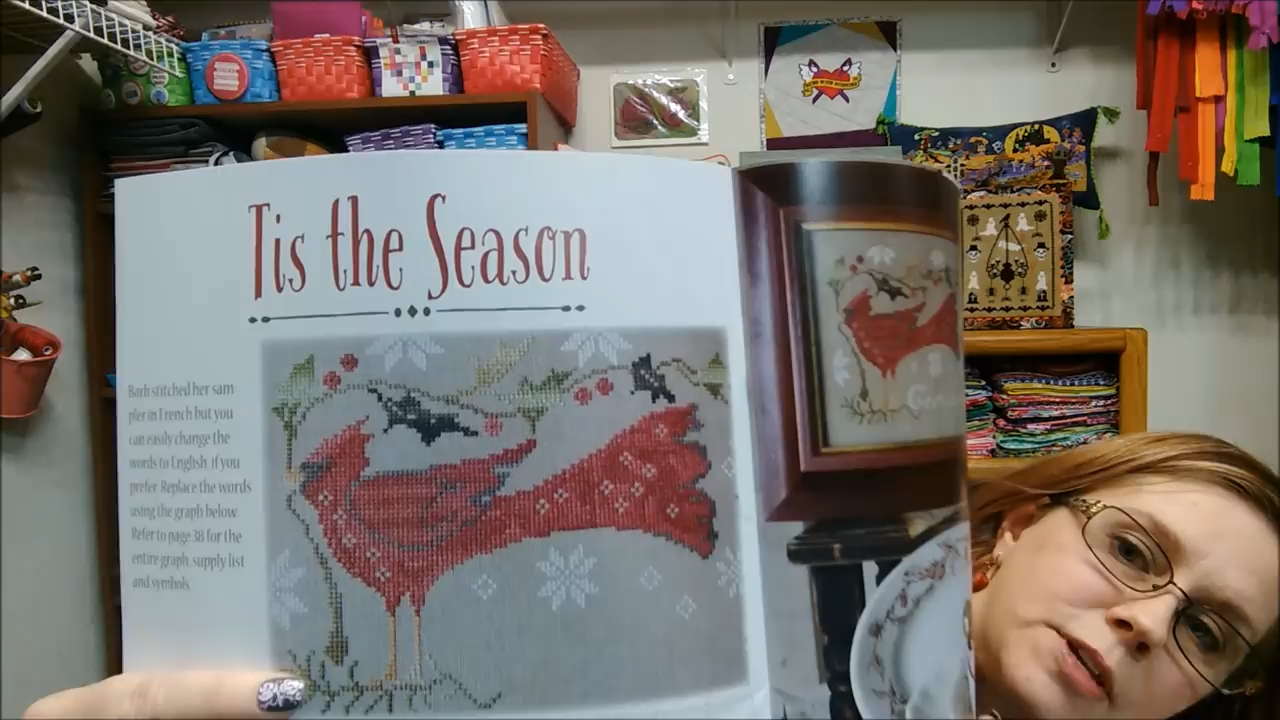 Tis the Season
Barb stitched her sam
pler in French but you
can easily change the
words to English if you
prefer. Replace the words
using the graph below.
Refer to page 38 for the
entire graph, supply list
and symbols.